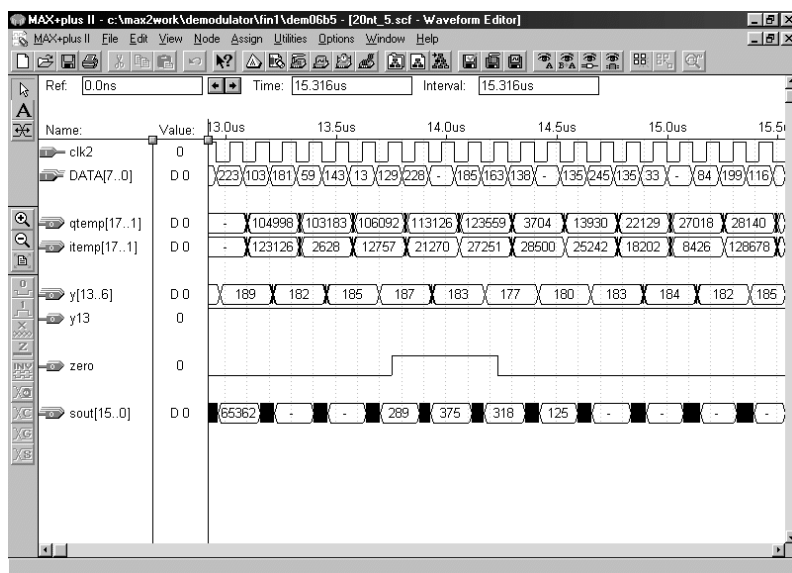 MAX+plus II - c:\max2work\demodulator\fin1\dem06b5 - [20nt_5.scf - Waveform Editor]
MAX+plus II File Edit View Node Assign Utilities Options Window Help
Ref: 0.0ns Time: 15.316us Interval: 15.316us
Name: Value: 13.0us 13.5us 14.0us 14.5us 15.0us 15.5
clk2 0
DATA[7..0] D 0 223 103 181 59 143 13 129 228 - 185 163 138 - 135 245 135 33 - 84 199 116
qtemp[17..1] D 0 - 104998 103183 106092 113126 123559 3704 13930 22129 27018 28140
itemp[17..1] D 0 - 123126 2628 12757 21270 27251 28500 25242 18202 8426 128678
y[13..6] D 0 189 182 185 187 183 177 180 183 184 182 185
y13 0
zero 0
sout[15..0] D 0 65362 - - 289 375 318 125 - - - -